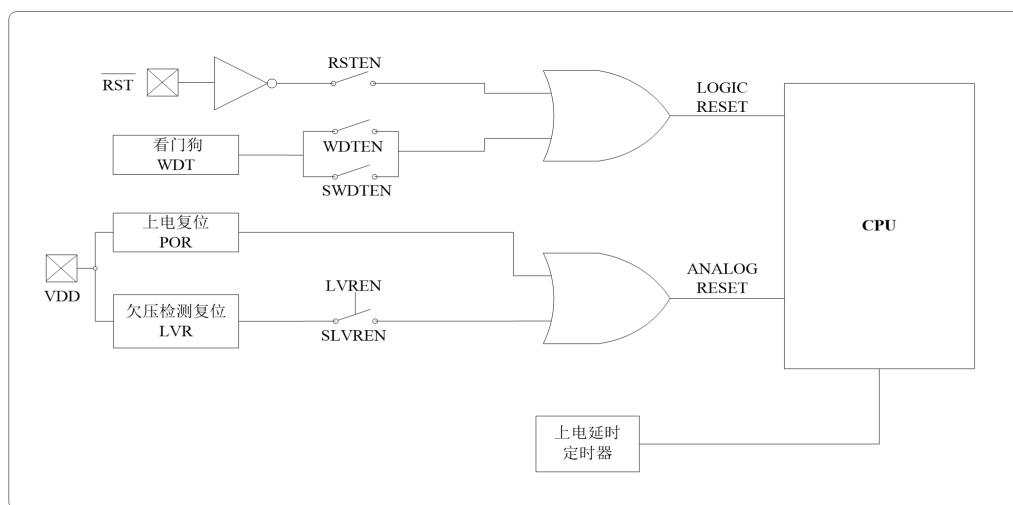 RST
RSTEN
LOGIC
RESET
看门狗
WDT
WDTEN
SWDTEN
上电复位
POR
CPU
VDD
LVREN
ANALOG
RESET
欠压检测复位
LVR
SLVREN
上电延时
定时器